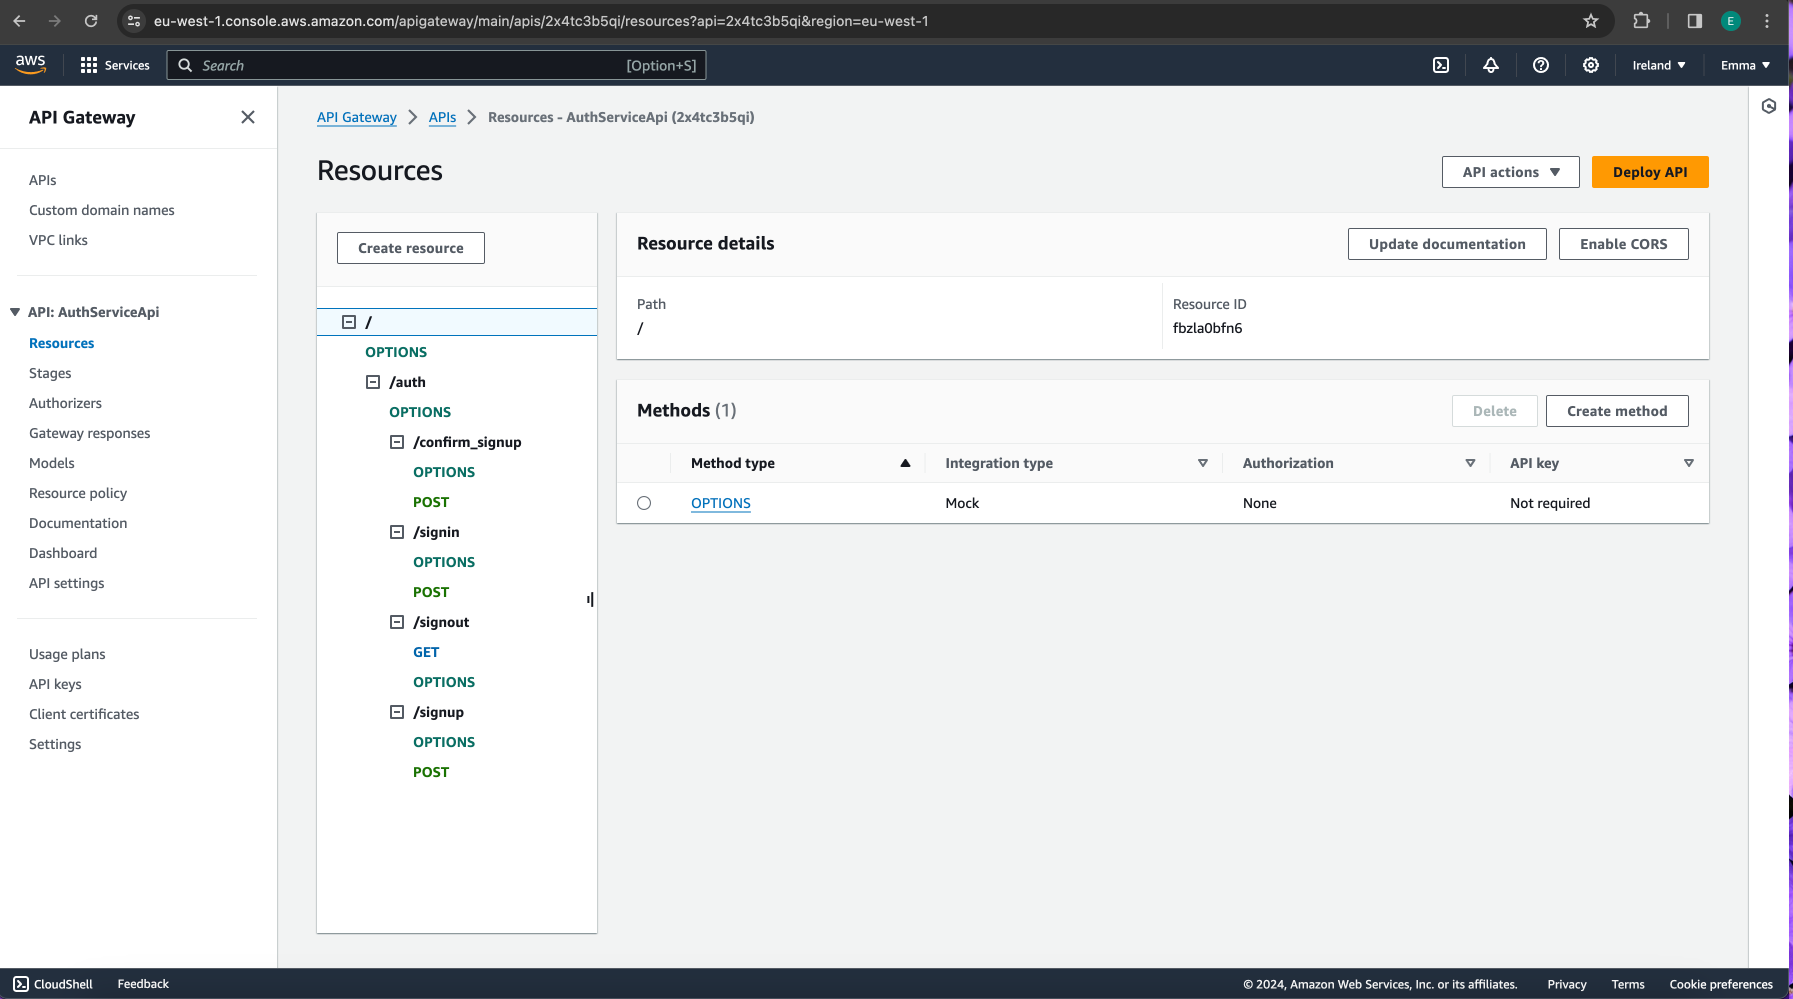 eu-west-1.console.aws.amazon.com/apigateway/main/apis/2x4tc3b5qi/resources?api=2x4tc3b5qi&region=eu-west-1
E
aws
Services
Search
[Option+S]
Ireland
Emma
API Gateway
APIs
Custom domain names
VPC links
API: AuthServiceApi
Resources
Stages
Authorizers
Gateway responses
Models
Resource policy
Documentation
Dashboard
API settings
Usage plans
API keys
Client certificates
Settings
API Gateway
APIs
Resources - AuthServiceApi (2x4tc3b5qi)
Resources
API actions
Deploy API
Create resource
/
OPTIONS
/auth
OPTIONS
/confirm_signup
OPTIONS
POST
/signin
OPTIONS
POST
/signout
GET
OPTIONS
/signup
OPTIONS
POST
Resource details
Update documentation
Enable CORS
Path
/
Resource ID
fbzla0bfn6
Methods (1)
Delete
Create method
Method type
Integration type
Authorization
API key
OPTIONS
Mock
None
Not required
CloudShell
Feedback
© 2024, Amazon Web Services, Inc. or its affiliates.
Privacy
Terms
Cookie preferences